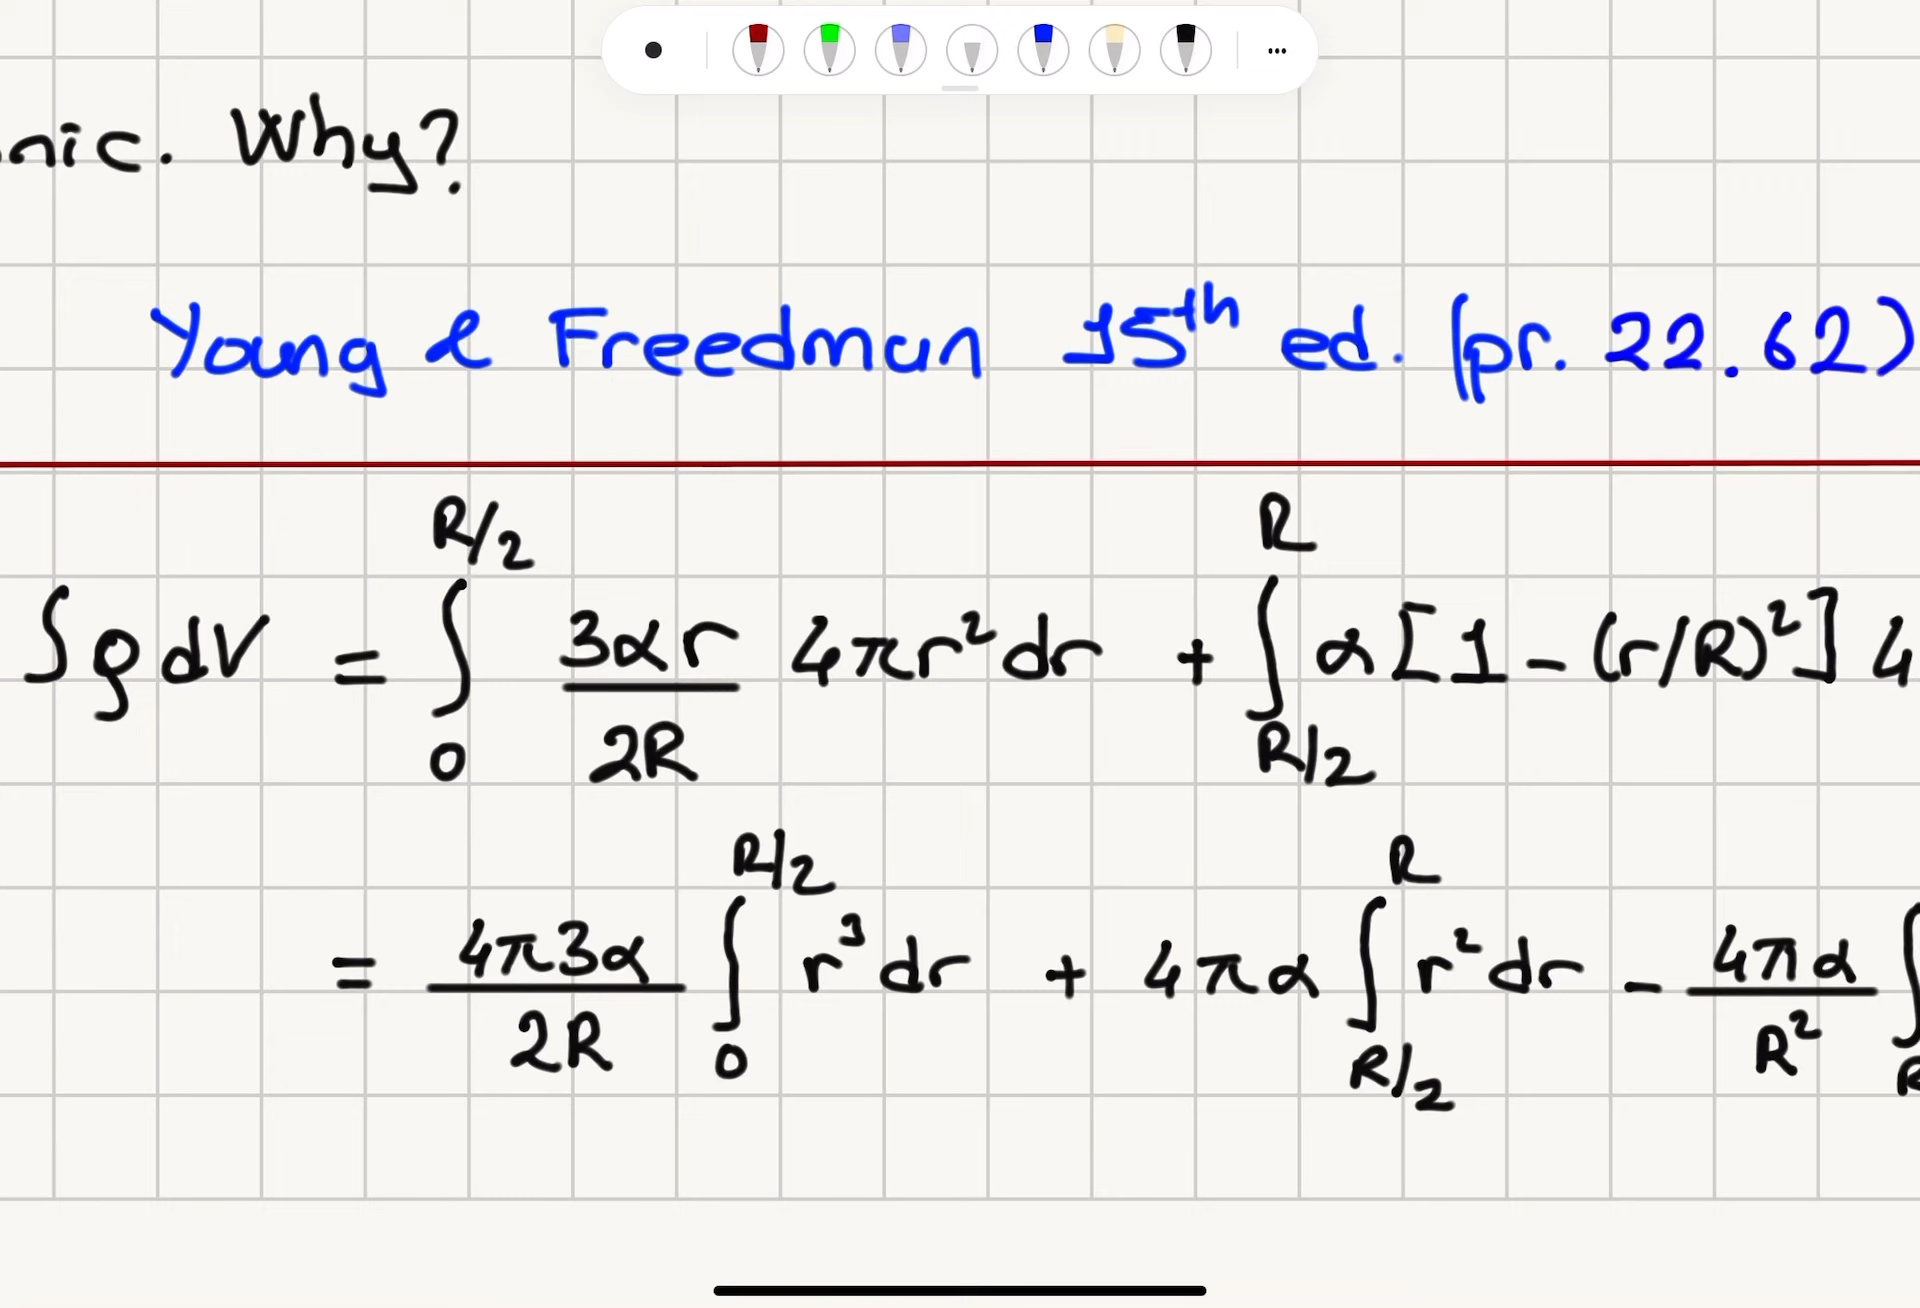 nic. Why?
Young & Freedman 15th ed. (pr. 22.62)
∫ρdV = ∫₀^{R/2} 3αr/2R 4πr²dr + ∫_{R/2}^{R} α[1-(r/R)²]4
= 4π3α/2R ∫₀^{R/2} r³dr + 4πα ∫_{R/2}^{R} r²dr - 4πα/R² ∫